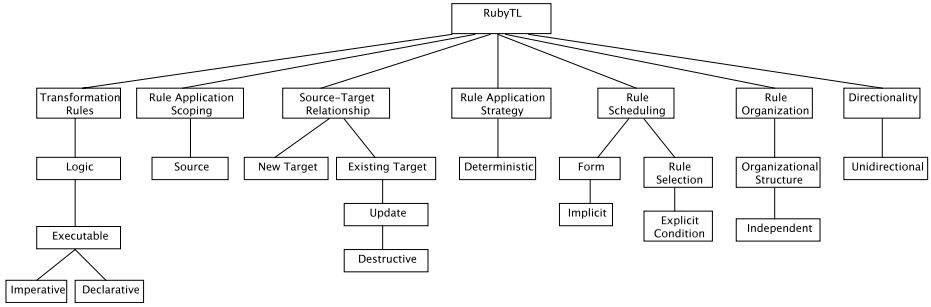 RubyTL
Transformation
Rules
Rule Application
Scoping
Source-Target
Relationship
Rule Application
Strategy
Rule
Scheduling
Rule
Organization
Directionality
Logic
Source
New Target
Existing Target
Deterministic
Form
Rule
Selection
Organizational
Structure
Unidirectional
Executable
Update
Implicit
Explicit
Condition
Independent
Destructive
Imperative
Declarative